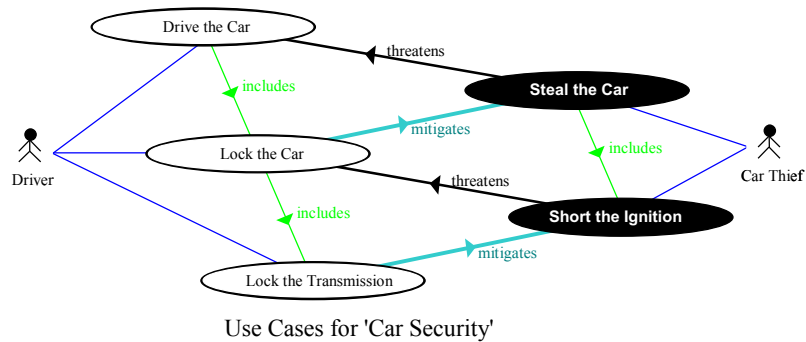 Drive the Car
threatens
includes
Steal the Car
mitigates
Driver
Lock the Car
includes
Car Thief
threatens
includes
Short the Ignition
mitigates
Lock the Transmission
Use Cases for 'Car Security'